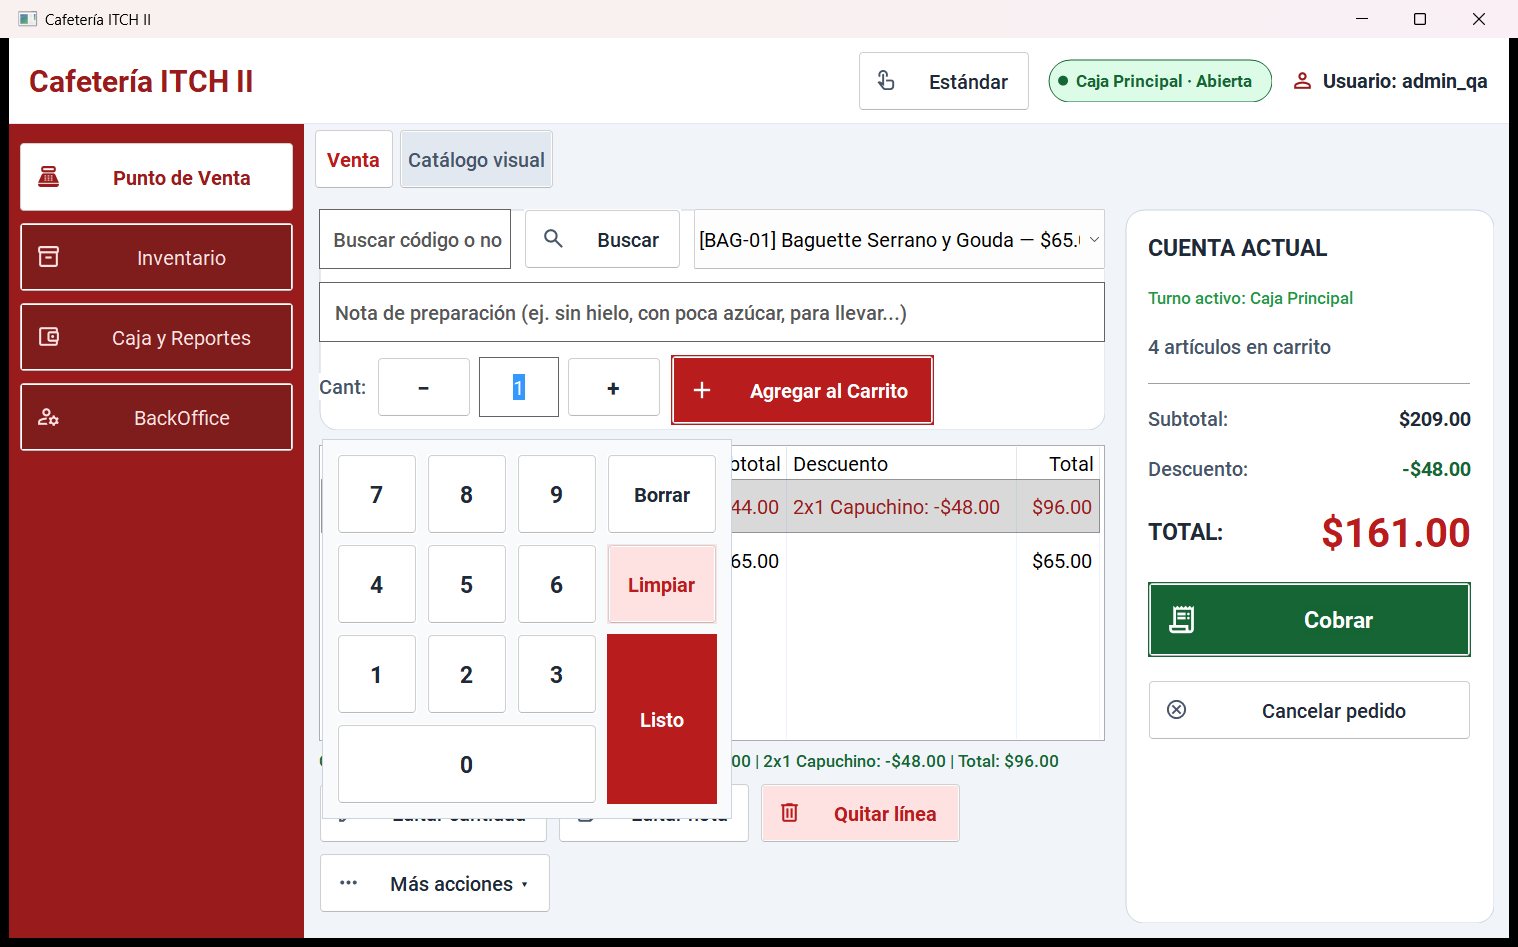 Cafetería ITCH II
Cafetería ITCH II
Estándar
Caja Principal · Abierta
Usuario: admin_qa
Punto de Venta
Inventario
Caja y Reportes
BackOffice
Venta
Catálogo visual
Buscar código o no
Buscar
[BAG-01] Baguette Serrano y Gouda — $65.
Nota de preparación (ej. sin hielo, con poca azúcar, para llevar...)
Cant:
−
1
+
+ Agregar al Carrito
7 8 9 Borrar
4 5 6 Limpiar
1 2 3
Listo
0
Descuento Total
44.00 2x1 Capuchino: -$48.00 $96.00
65.00 $65.00
00 | 2x1 Capuchino: -$48.00 | Total: $96.00
Quitar línea
Más acciones
CUENTA ACTUAL
Turno activo: Caja Principal
4 artículos en carrito
Subtotal: $209.00
Descuento: -$48.00
TOTAL: $161.00
Cobrar
Cancelar pedido